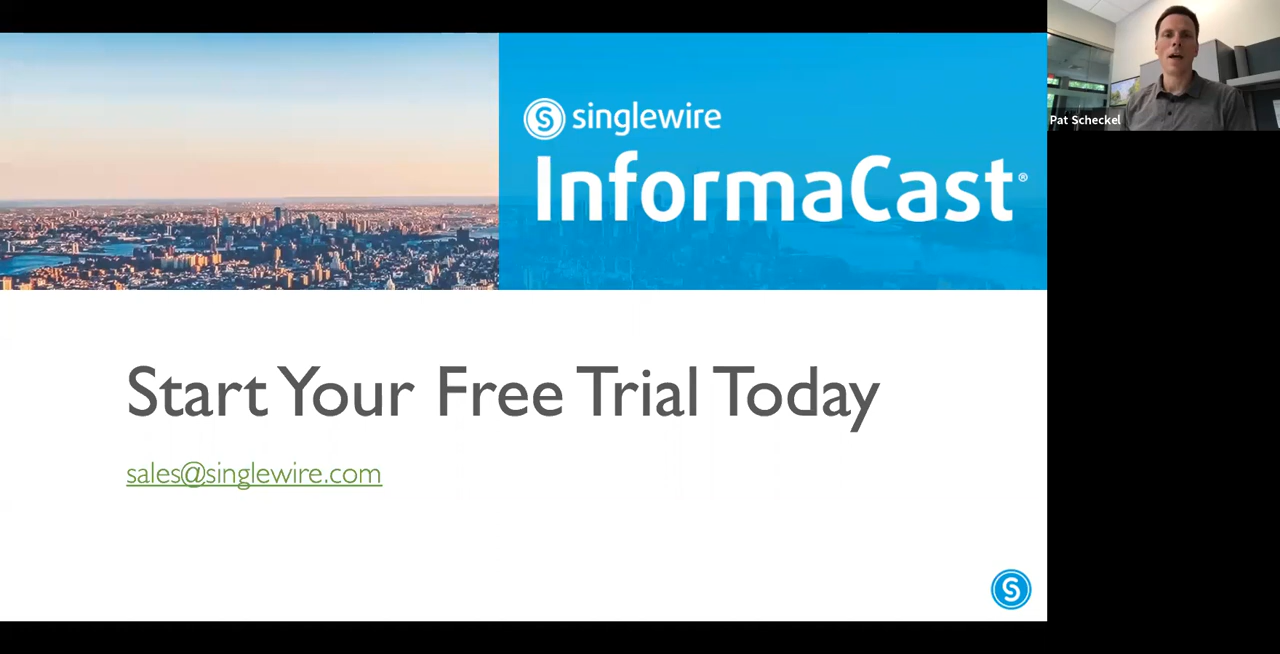 singlewire
InformaCast®
Pat Scheckel
Start Your Free Trial Today
sales@singlewire.com